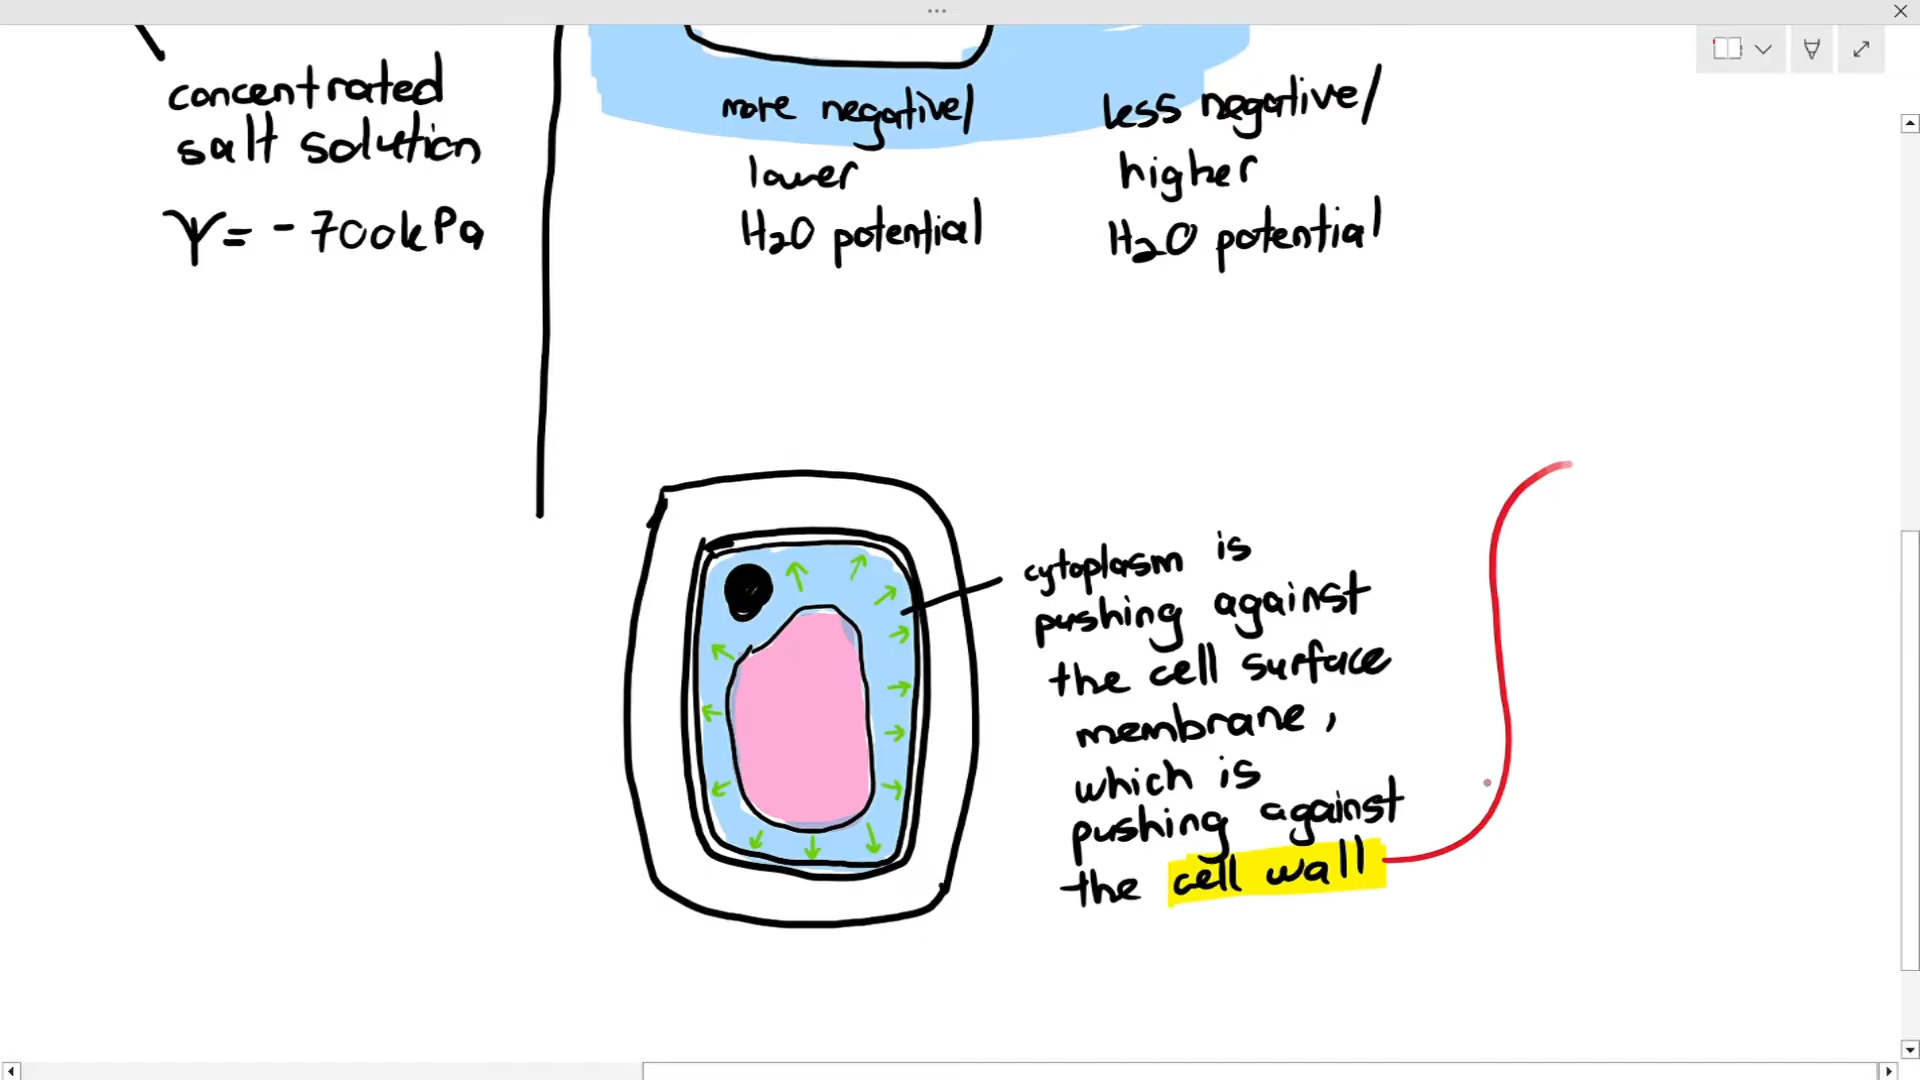 concentrated
salt solution
Ψ = - 700kPa
more negative/
lower
H2O potential
less negative/
higher
H2O potential
cytoplasm is
pushing against
the cell surface
membrane,
which is
pushing against
the cell wall